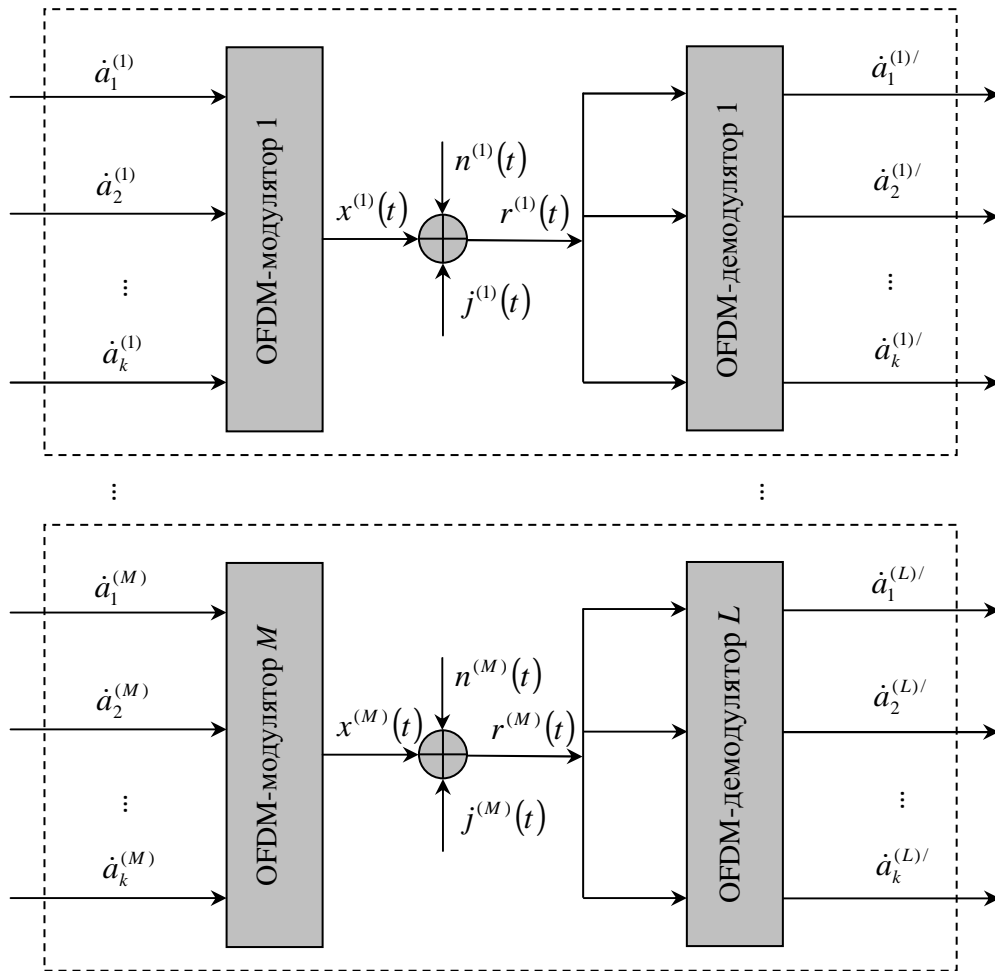 ȧ₁⁽¹⁾
ȧ₂⁽¹⁾
⋮
ȧₖ⁽¹⁾
OFDM-модулятор 1
x⁽¹⁾(t)
n⁽¹⁾(t)
j⁽¹⁾(t)
r⁽¹⁾(t)
OFDM-демодулятор 1
ȧ₁⁽¹⁾/
ȧ₂⁽¹⁾/
⋮
ȧₖ⁽¹⁾/
⋮
⋮
ȧ₁⁽ᴹ⁾
ȧ₂⁽ᴹ⁾
⋮
ȧₖ⁽ᴹ⁾
OFDM-модулятор M
x⁽ᴹ⁾(t)
n⁽ᴹ⁾(t)
j⁽ᴹ⁾(t)
r⁽ᴹ⁾(t)
OFDM-демодулятор L
ȧ₁⁽ᴸ⁾/
ȧ₂⁽ᴸ⁾/
⋮
ȧₖ⁽ᴸ⁾/